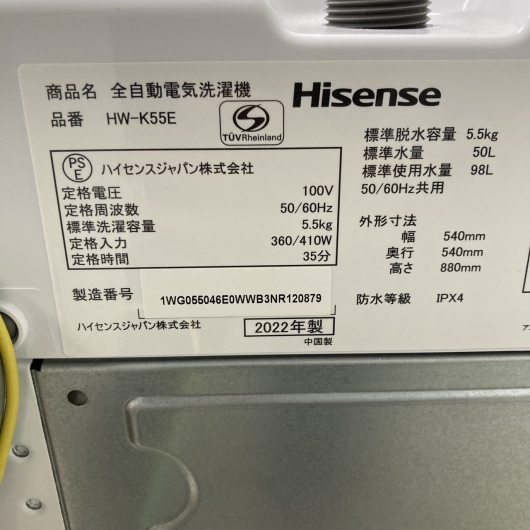 商品名 全自動電気洗濯機
Hisense
品番 HW-K55E
S
TÜVRheinland
PS
E
ハイセンスジャパン株式会社
定格電圧 100V
定格周波数 50/60Hz
標準洗濯容量 5.5kg
定格入力 360/410W
定格時間 35分
標準脱水容量 5.5kg
標準水量 50L
標準使用水量 98L
50/60Hz共用
外形寸法
幅 540mm
奥行 540mm
高さ 880mm
製造番号 1WG055046E0WWB3NR120879
防水等級 IPX4
ハイセンスジャパン株式会社
2022年製
中国製